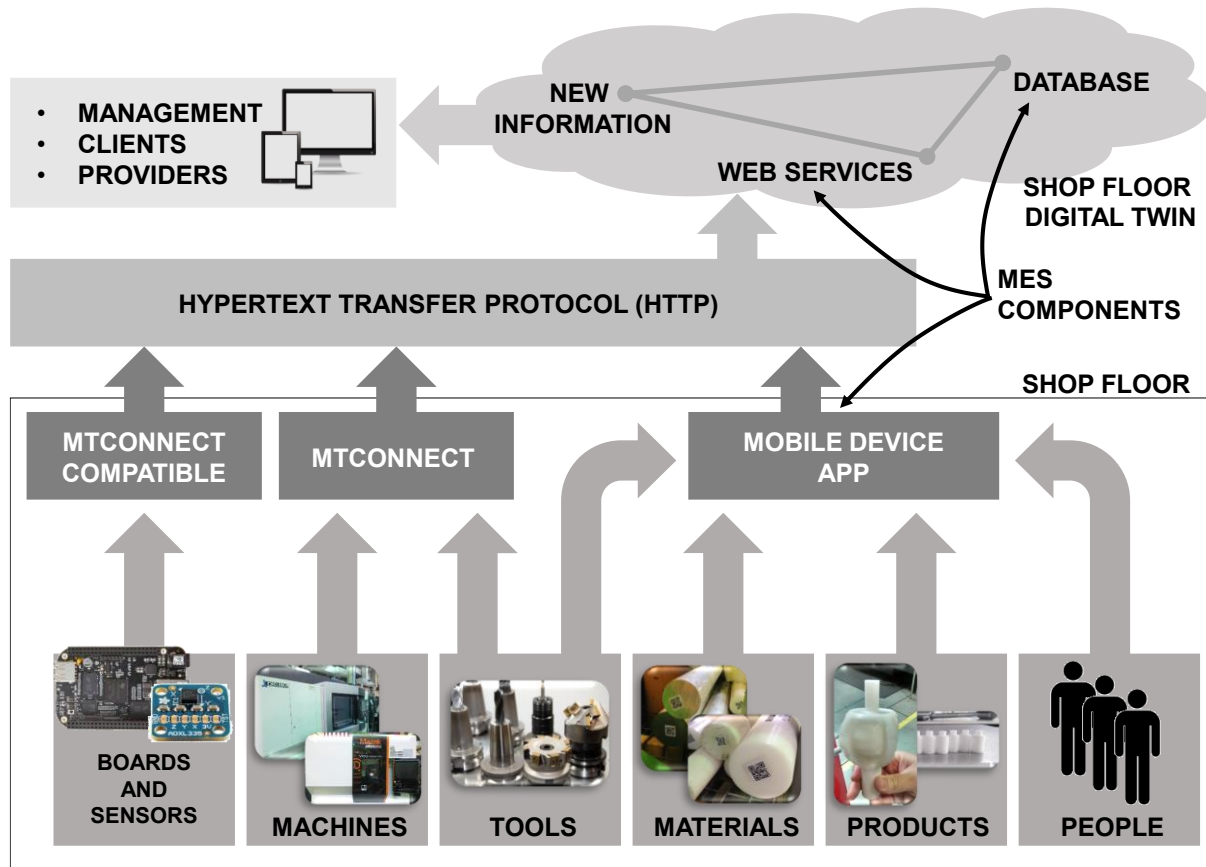 NEW
INFORMATION
DATABASE
WEB SERVICES
• MANAGEMENT
• CLIENTS
• PROVIDERS
SHOP FLOOR
DIGITAL TWIN
HYPERTEXT TRANSFER PROTOCOL (HTTP)
MES
COMPONENTS
SHOP FLOOR
MTCONNECT
COMPATIBLE
MTCONNECT
MOBILE DEVICE
APP
ADXL335
BOARDS
AND
SENSORS
MACHINES
TOOLS
MATERIALS
PRODUCTS
PEOPLE